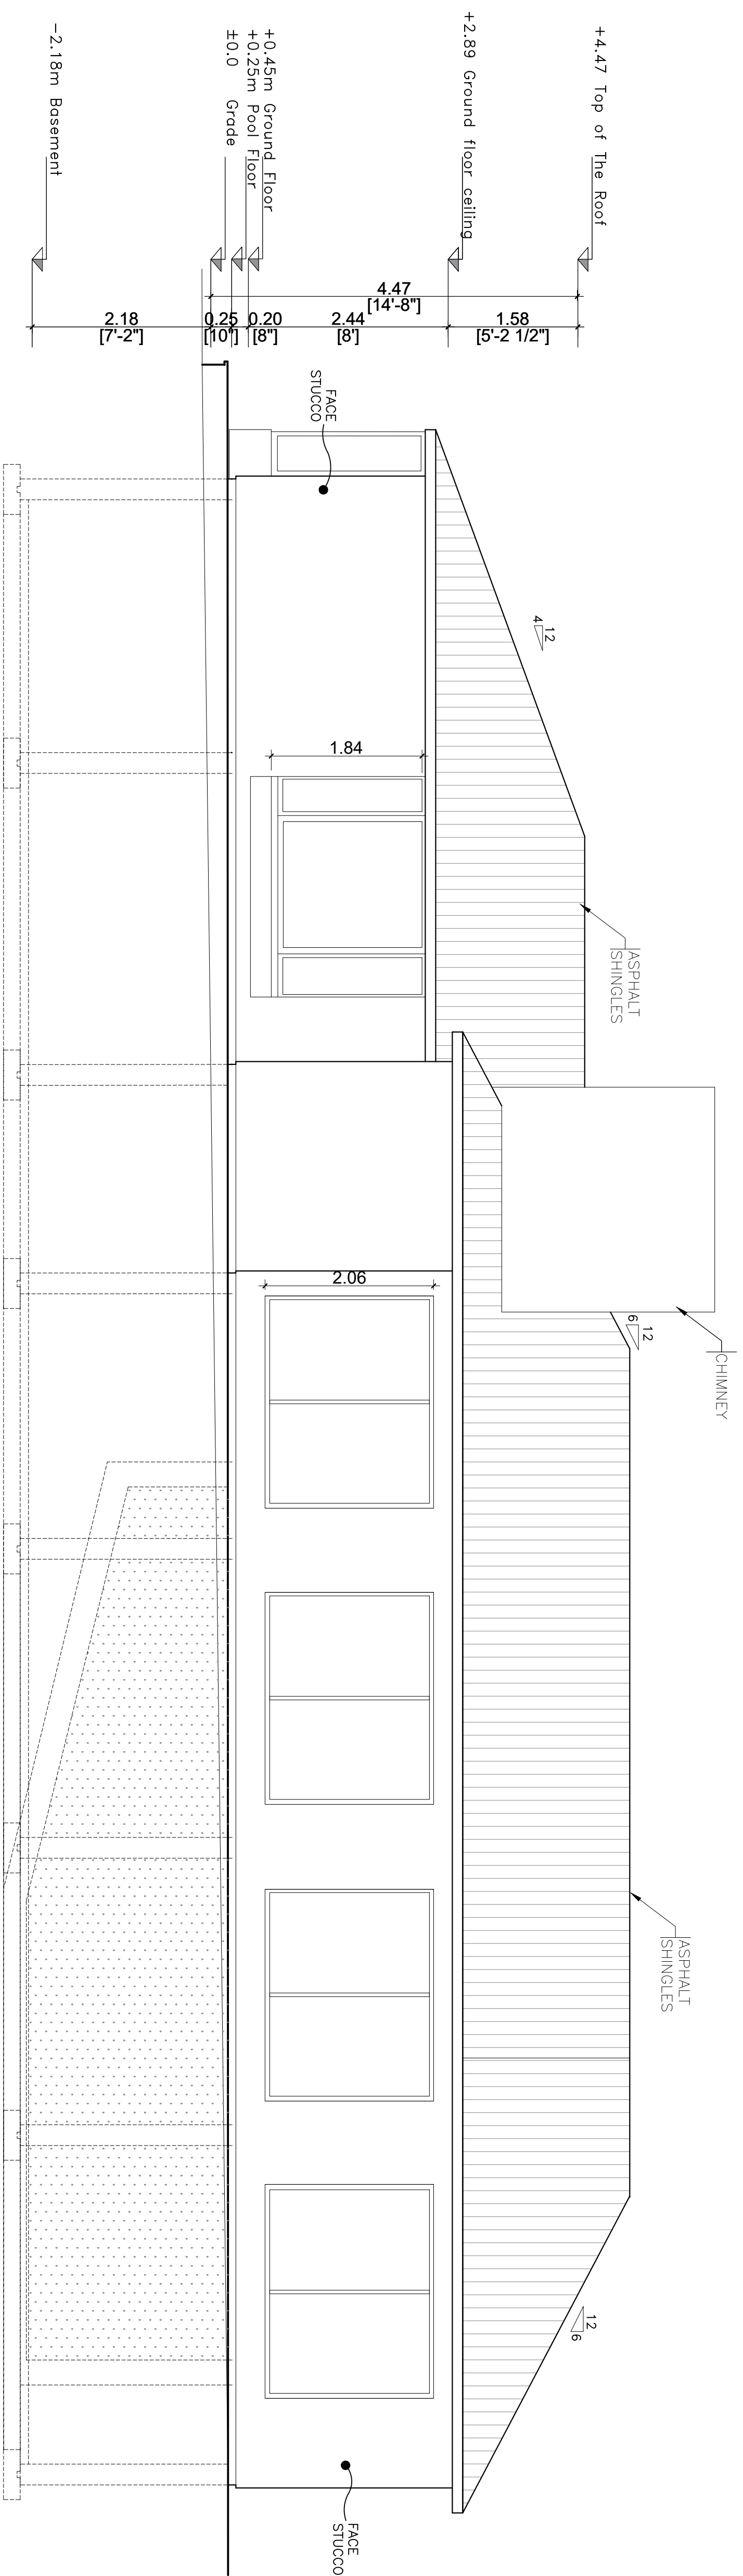 +4.47 Top of The Roof
+2.89 Ground floor ceiling
+0.45m Ground Floor
+0.25m Pool Floor
±0.0 Grade
-2.18m Basement
4.47
[14'-8"]
1.58
[5'-2 1/2"]
2.44
[8']
0.20
[8"]
0.25
[10"]
2.18
[7'-2"]
FACE
STUCCO
12
4
1.84
ASPHALT
SHINGLES
CHIMNEY
12
6
2.06
ASPHALT
SHINGLES
12
6
FACE
STUCCO